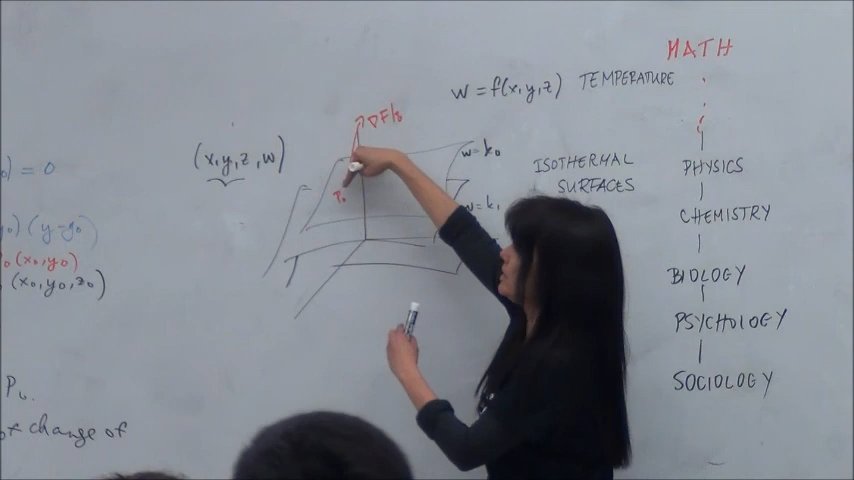 ) = 0
) (y - y₀)
(x₀, y₀)
(x₀, y₀, z₀)
P₀.
change of
(x, y, z, w)
∇F|₀
P₀
w = k₀
w = k₁
w = f(x, y, z) TEMPERATURE
ISOTHERMAL
SURFACES
MATH
PHYSICS
CHEMISTRY
BIOLOGY
PSYCHOLOGY
SOCIOLOGY